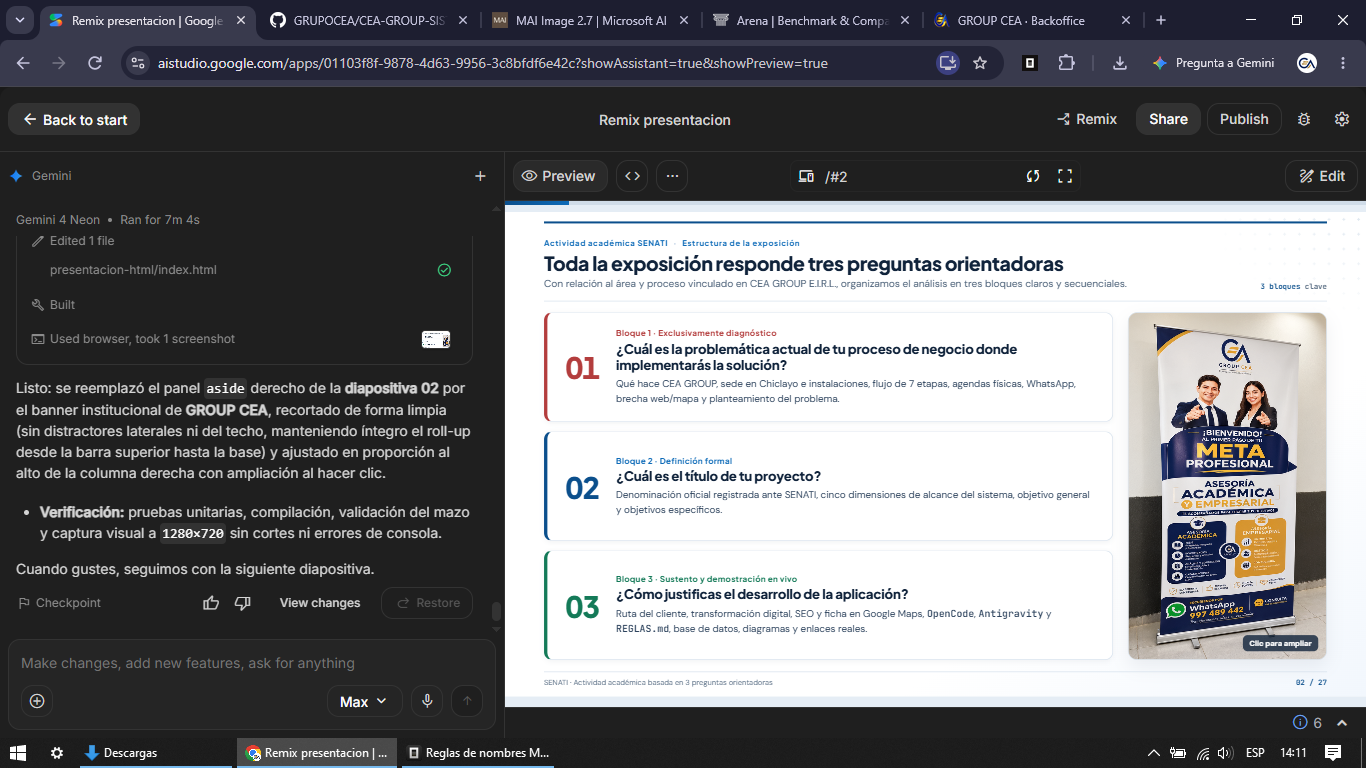 Remix presentacion | Google
GRUPOCEA/CEA-GROUP-SIS
MAI
MAI Image 2.7 | Microsoft AI
Arena | Benchmark & Compa
GROUP CEA · Backoffice
aistudio.google.com/apps/01103f8f-9878-4d63-9956-3c8bfdf6e42c?showAssistant=true&showPreview=true
Pregunta a Gemini
Back to start
Remix presentacion
Remix
Share
Publish
Gemini
Preview
/#2
Edit
Gemini 4 Neon • Ran for 7m 4s
Edited 1 file
presentacion-html/index.html
Built
Used browser, took 1 screenshot
Listo: se reemplazó el panel aside derecho de la diapositiva 02 por
el banner institucional de GROUP CEA, recortado de forma limpia
(sin distractores laterales ni del techo, manteniendo íntegro el roll-up
desde la barra superior hasta la base) y ajustado en proporción al
alto de la columna derecha con ampliación al hacer clic.
• Verificación: pruebas unitarias, compilación, validación del mazo
y captura visual a 1280×720 sin cortes ni errores de consola.
Cuando gustes, seguimos con la siguiente diapositiva.
Checkpoint
View changes
Restore
Make changes, add new features, ask for anything
Max
Actividad académica SENATI · Estructura de la exposición
Toda la exposición responde tres preguntas orientadoras
Con relación al área y proceso vinculado en CEA GROUP E.I.R.L., organizamos el análisis en tres bloques claros y secuenciales.
3 bloques clave
01
Bloque 1 · Exclusivamente diagnóstico
¿Cuál es la problemática actual de tu proceso de negocio donde
implementarás la solución?
Qué hace CEA GROUP, sede en Chiclayo e instalaciones, flujo de 7 etapas, agendas físicas, WhatsApp,
brecha web/mapa y planteamiento del problema.
02
Bloque 2 · Definición formal
¿Cuál es el título de tu proyecto?
Denominación oficial registrada ante SENATI, cinco dimensiones de alcance del sistema, objetivo general
y objetivos específicos.
03
Bloque 3 · Sustento y demostración en vivo
¿Cómo justificas el desarrollo de la aplicación?
Ruta del cliente, transformación digital, SEO y ficha en Google Maps, OpenCode, Antigravity y
REGLAS.md, base de datos, diagramas y enlaces reales.
GROUP CEA
¡BIENVENIDO!
AL PRIMER PASO DE TU
META
PROFESIONAL
ASESORÍA
ACADÉMICA
Y EMPRESARIAL
ASESORÍA
ACADÉMICA
ASESORÍA
EMPRESARIAL
WhatsApp
997 489 442
Clic para ampliar
SENATI · Actividad académica basada en 3 preguntas orientadoras
02 / 27
6
Descargas
Remix presentacion | ...
Reglas de nombres M...
ESP
14:11